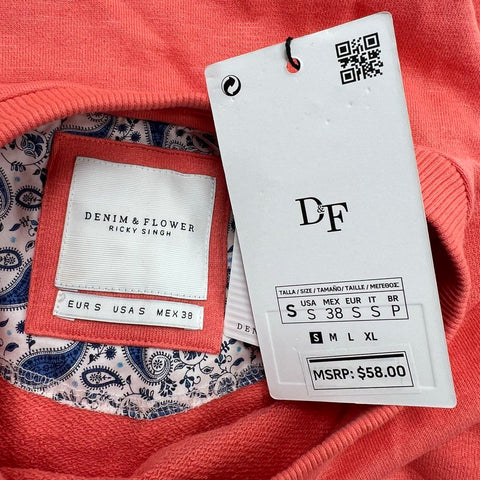 DENIM & FLOWER
RICKY SINGH
EUR S USA S MEX 38
D&F
TALLA / SIZE / TAMAÑO / TAILLE / ΜΕΓΕΘΟΣ
S USA MEX EUR IT BR
S 38 S S P
S M L XL
MSRP: $58.00
DENIM